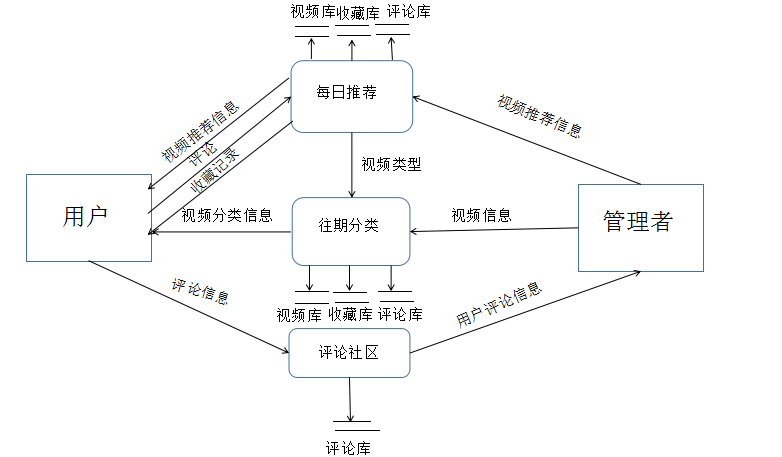 视频库 收藏库 评论库
每日推荐
视频推荐信息
评论
收藏记录
视频推荐信息
视频类型
用户
视频分类信息
往期分类
视频信息
管理者
视频库 收藏库 评论库
评论信息
用户评论信息
评论社区
评论库